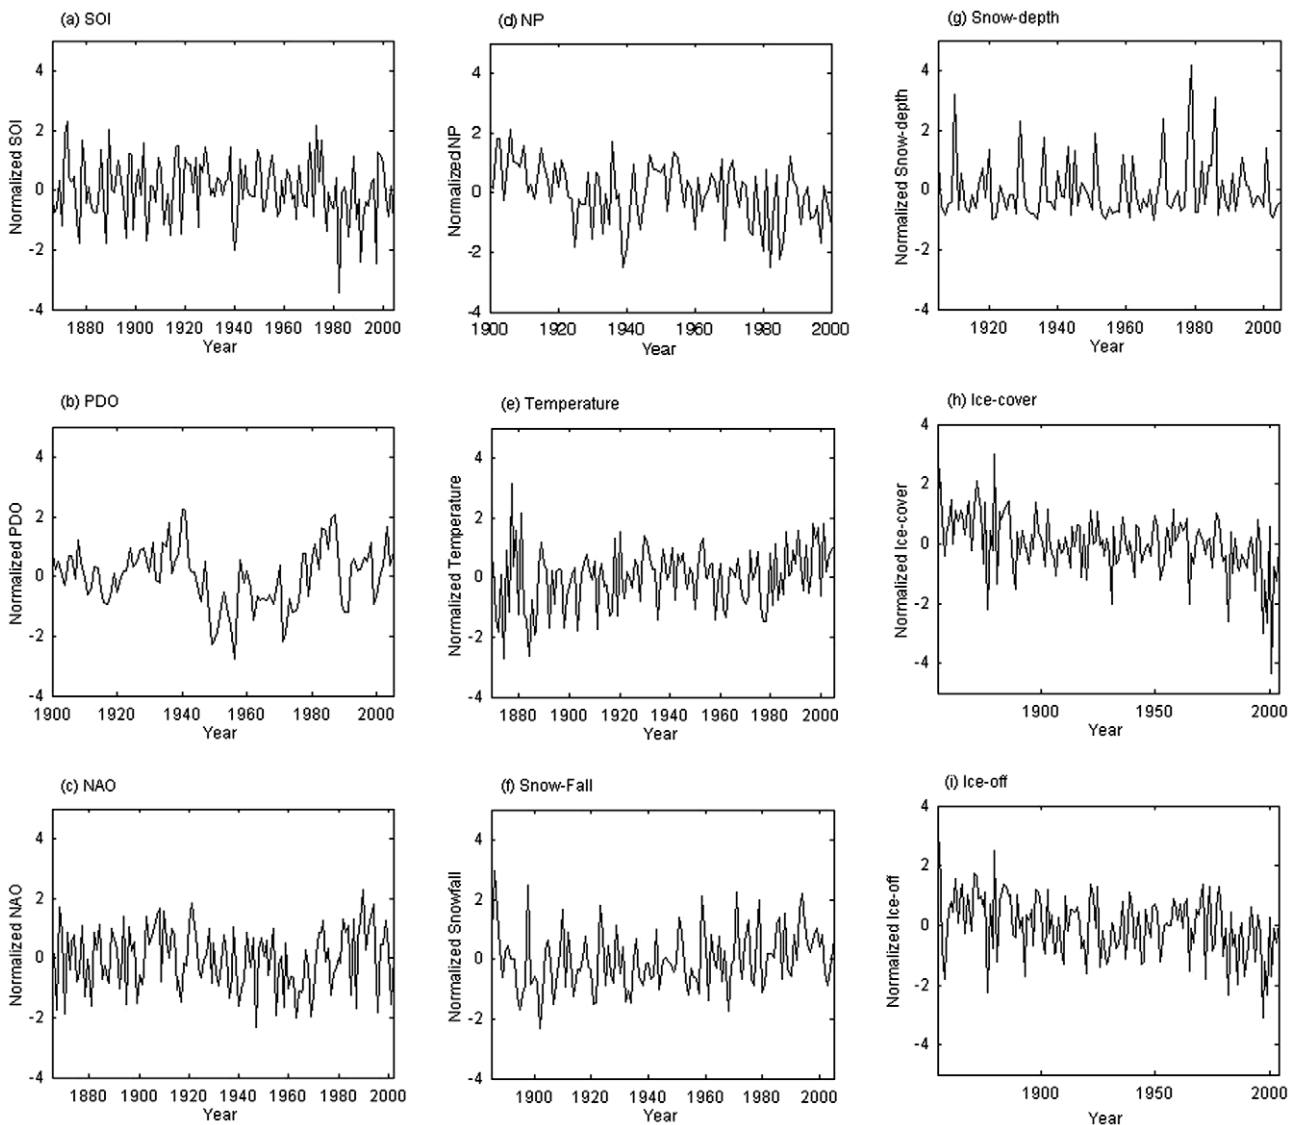 (a) SOI
Normalized SOI
4
2
0
-2
-4
1880 1900 1920 1940 1960 1980 2000
Year
(d) NP
Normalized NP
4
2
0
-2
-4
1900 1920 1940 1960 1980 2000
Year
(g) Snow-depth
Normalized Snow-depth
4
2
0
-2
-4
1920 1940 1960 1980 2000
Year
(b) PDO
Normalized PDO
4
2
0
-2
-4
1900 1920 1940 1960 1980 2000
Year
(e) Temperature
Normalized Temperature
4
2
0
-2
-4
1880 1900 1920 1940 1960 1980 2000
Year
(h) Ice-cover
Normalized Ice-cover
4
2
0
-2
-4
1900 1950 2000
Year
(c) NAO
Normalized NAO
4
2
0
-2
-4
1880 1900 1920 1940 1960 1980 2000
Year
(f) Snow-Fall
Normalized Snowfall
4
2
0
-2
-4
1900 1920 1940 1960 1980 2000
Year
(i) Ice-off
Normalized Ice-off
4
2
0
-2
-4
1900 1950 2000
Year